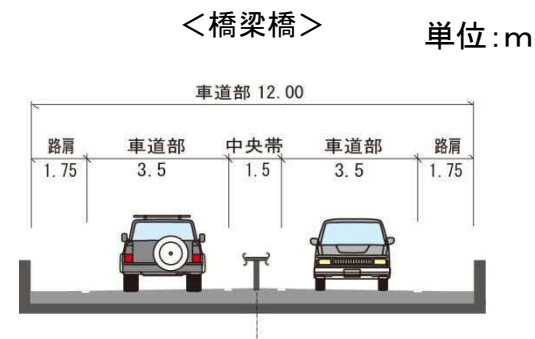 <橋梁橋>
単位:m
車道部 12.00
路肩 車道部 中央帯 車道部 路肩
1.75 3.5 1.5 3.5 1.75